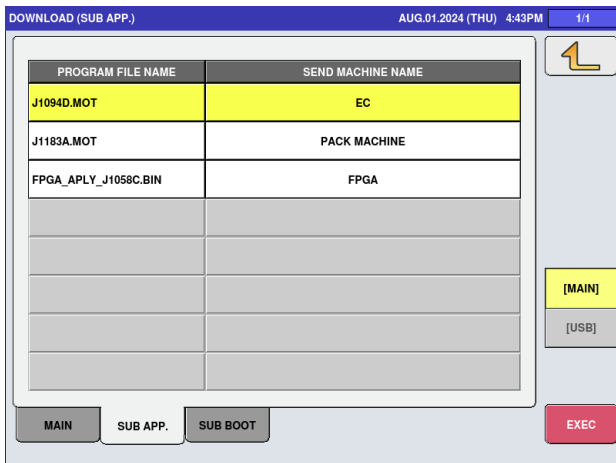 DOWNLOAD (SUB APP.) AUG.01.2024 (THU) 4:43PM 1/1
PROGRAM FILE NAME SEND MACHINE NAME
J1094D.MOT EC
J1183A.MOT PACK MACHINE
FPGA_APLY_J1058C.BIN FPGA
[MAIN]
[USB]
MAIN SUB APP. SUB BOOT EXEC